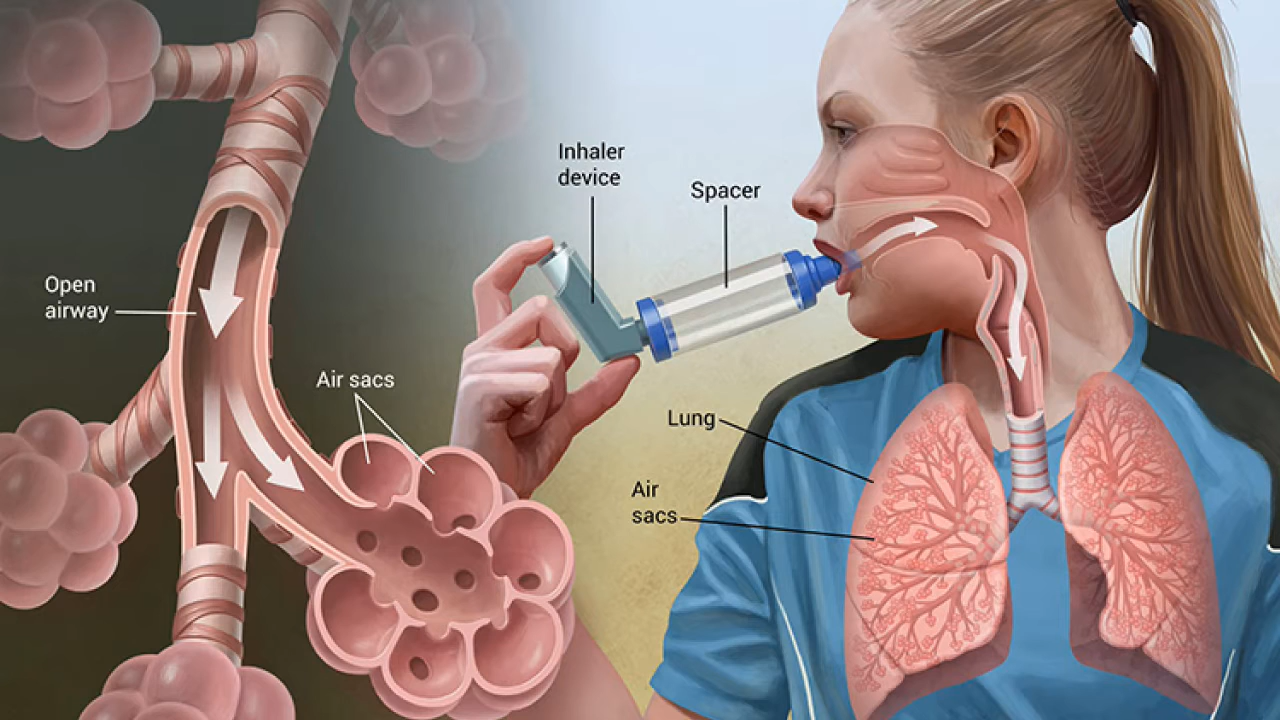 Inhaler
device
Spacer
Open
airway
Air sacs
Lung
Air
sacs